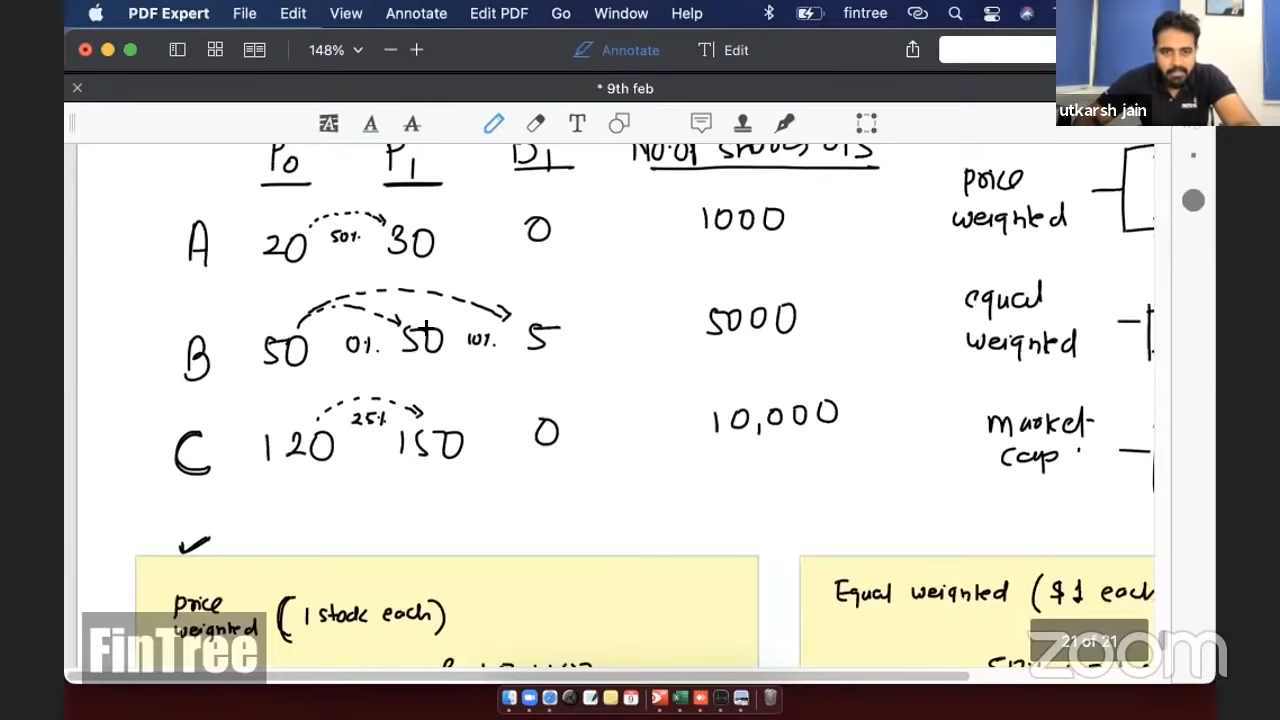 PDF Expert File Edit View Annotate Edit PDF Go Window Help fintree
148% Annotate T Edit
* 9th feb
utkarsh jain
P0 P1 D1 No. of shares O/S
A 20 50% 30 0 1000
B 50 0% 50 10% 5 5000
C 120 25% 150 0 10,000
price
weighted
equal
weighted
market
cap
price
weighted (1 stock each)
Equal weighted ($1 each
21 of 21
FinTree
zoom